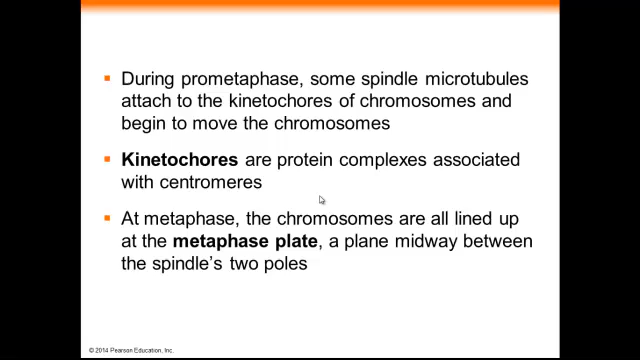 During prometaphase, some spindle microtubules
attach to the kinetochores of chromosomes and
begin to move the chromosomes
Kinetochores are protein complexes associated
with centromeres
At metaphase, the chromosomes are all lined up
at the metaphase plate, a plane midway between
the spindle's two poles
© 2014 Pearson Education, Inc.